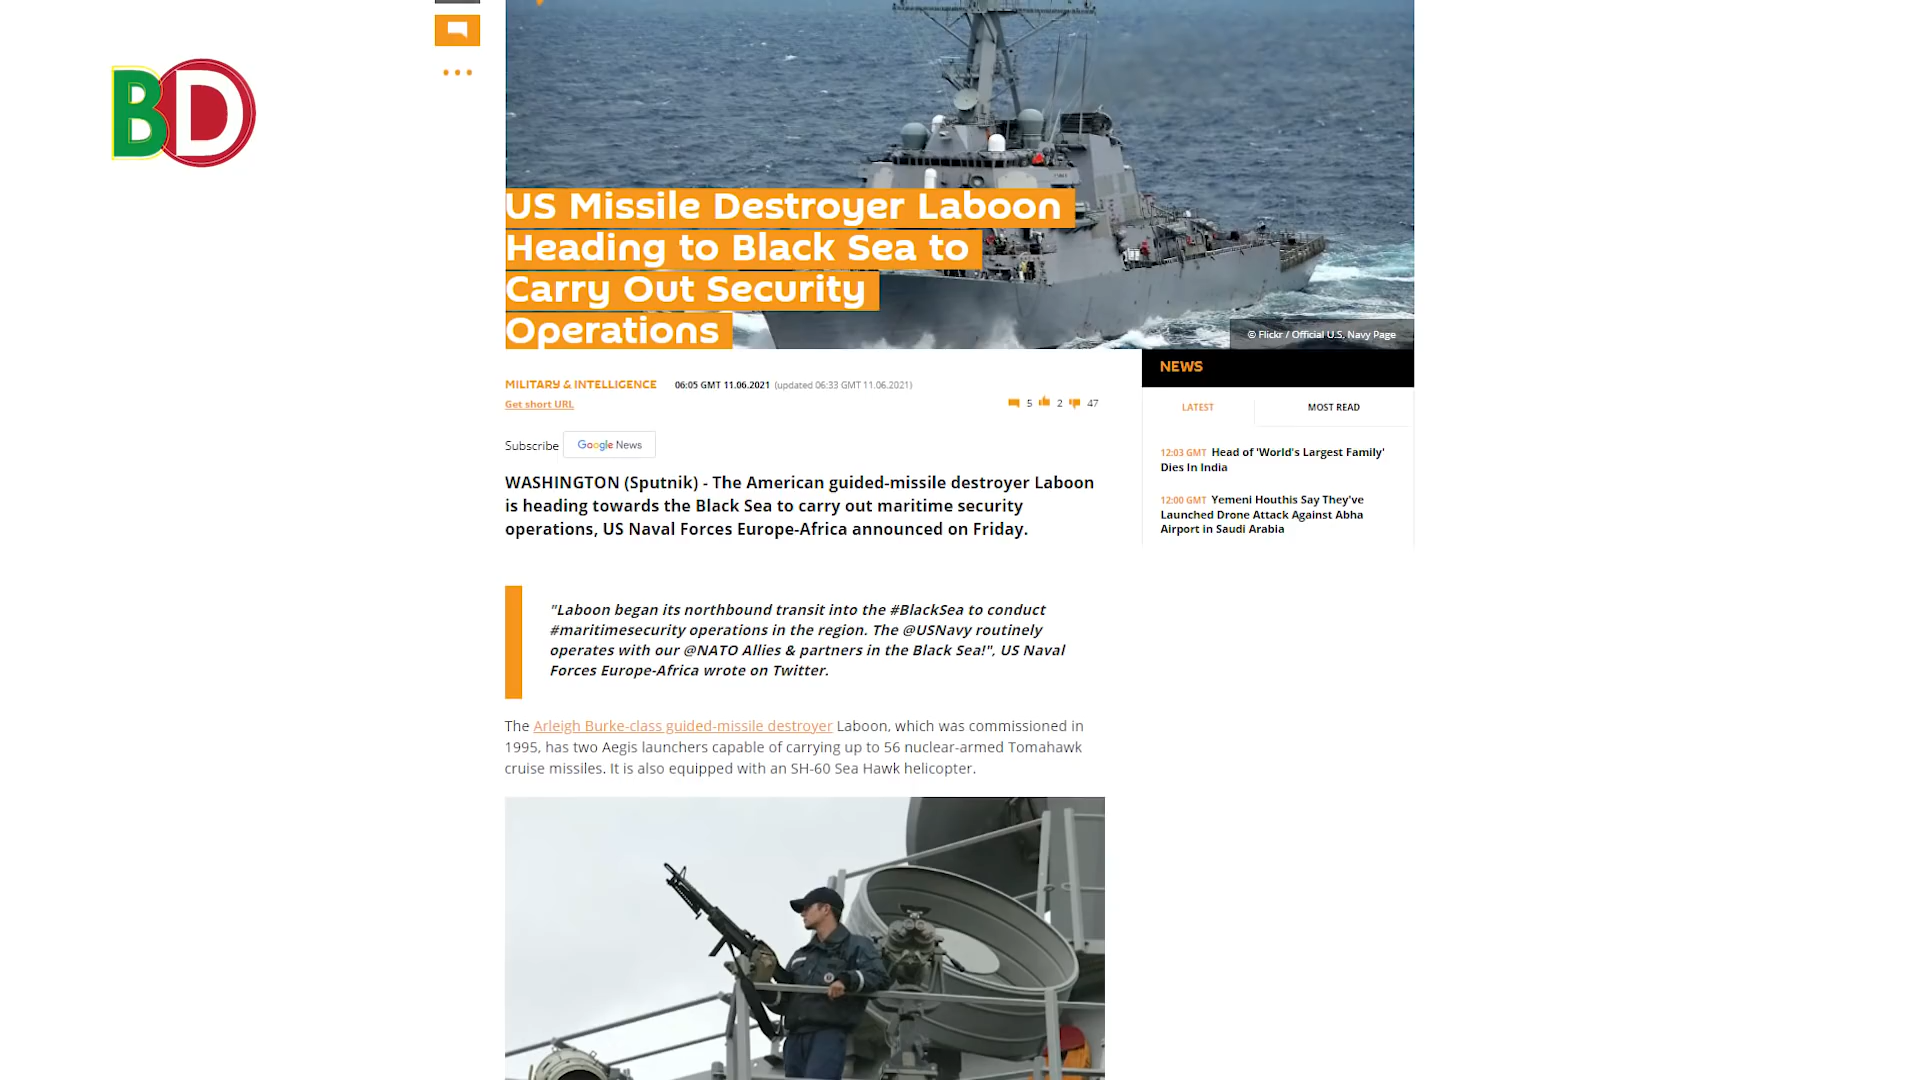 BD
US Missile Destroyer Laboon
Heading to Black Sea to
Carry Out Security
Operations
© Flickr / Official U.S. Navy Page
MILITARY & INTELLIGENCE 06:05 GMT 11.06.2021 (updated 06:33 GMT 11.06.2021)
Get short URL
5 2 47
Subscribe Google News
WASHINGTON (Sputnik) - The American guided-missile destroyer Laboon
is heading towards the Black Sea to carry out maritime security
operations, US Naval Forces Europe-Africa announced on Friday.
"Laboon began its northbound transit into the #BlackSea to conduct
#maritimesecurity operations in the region. The @USNavy routinely
operates with our @NATO Allies & partners in the Black Sea!", US Naval
Forces Europe-Africa wrote on Twitter.
The Arleigh Burke-class guided-missile destroyer Laboon, which was commissioned in
1995, has two Aegis launchers capable of carrying up to 56 nuclear-armed Tomahawk
cruise missiles. It is also equipped with an SH-60 Sea Hawk helicopter.
NEWS
LATEST MOST READ
12:03 GMT Head of 'World's Largest Family'
Dies In India
12:00 GMT Yemeni Houthis Say They've
Launched Drone Attack Against Abha
Airport in Saudi Arabia